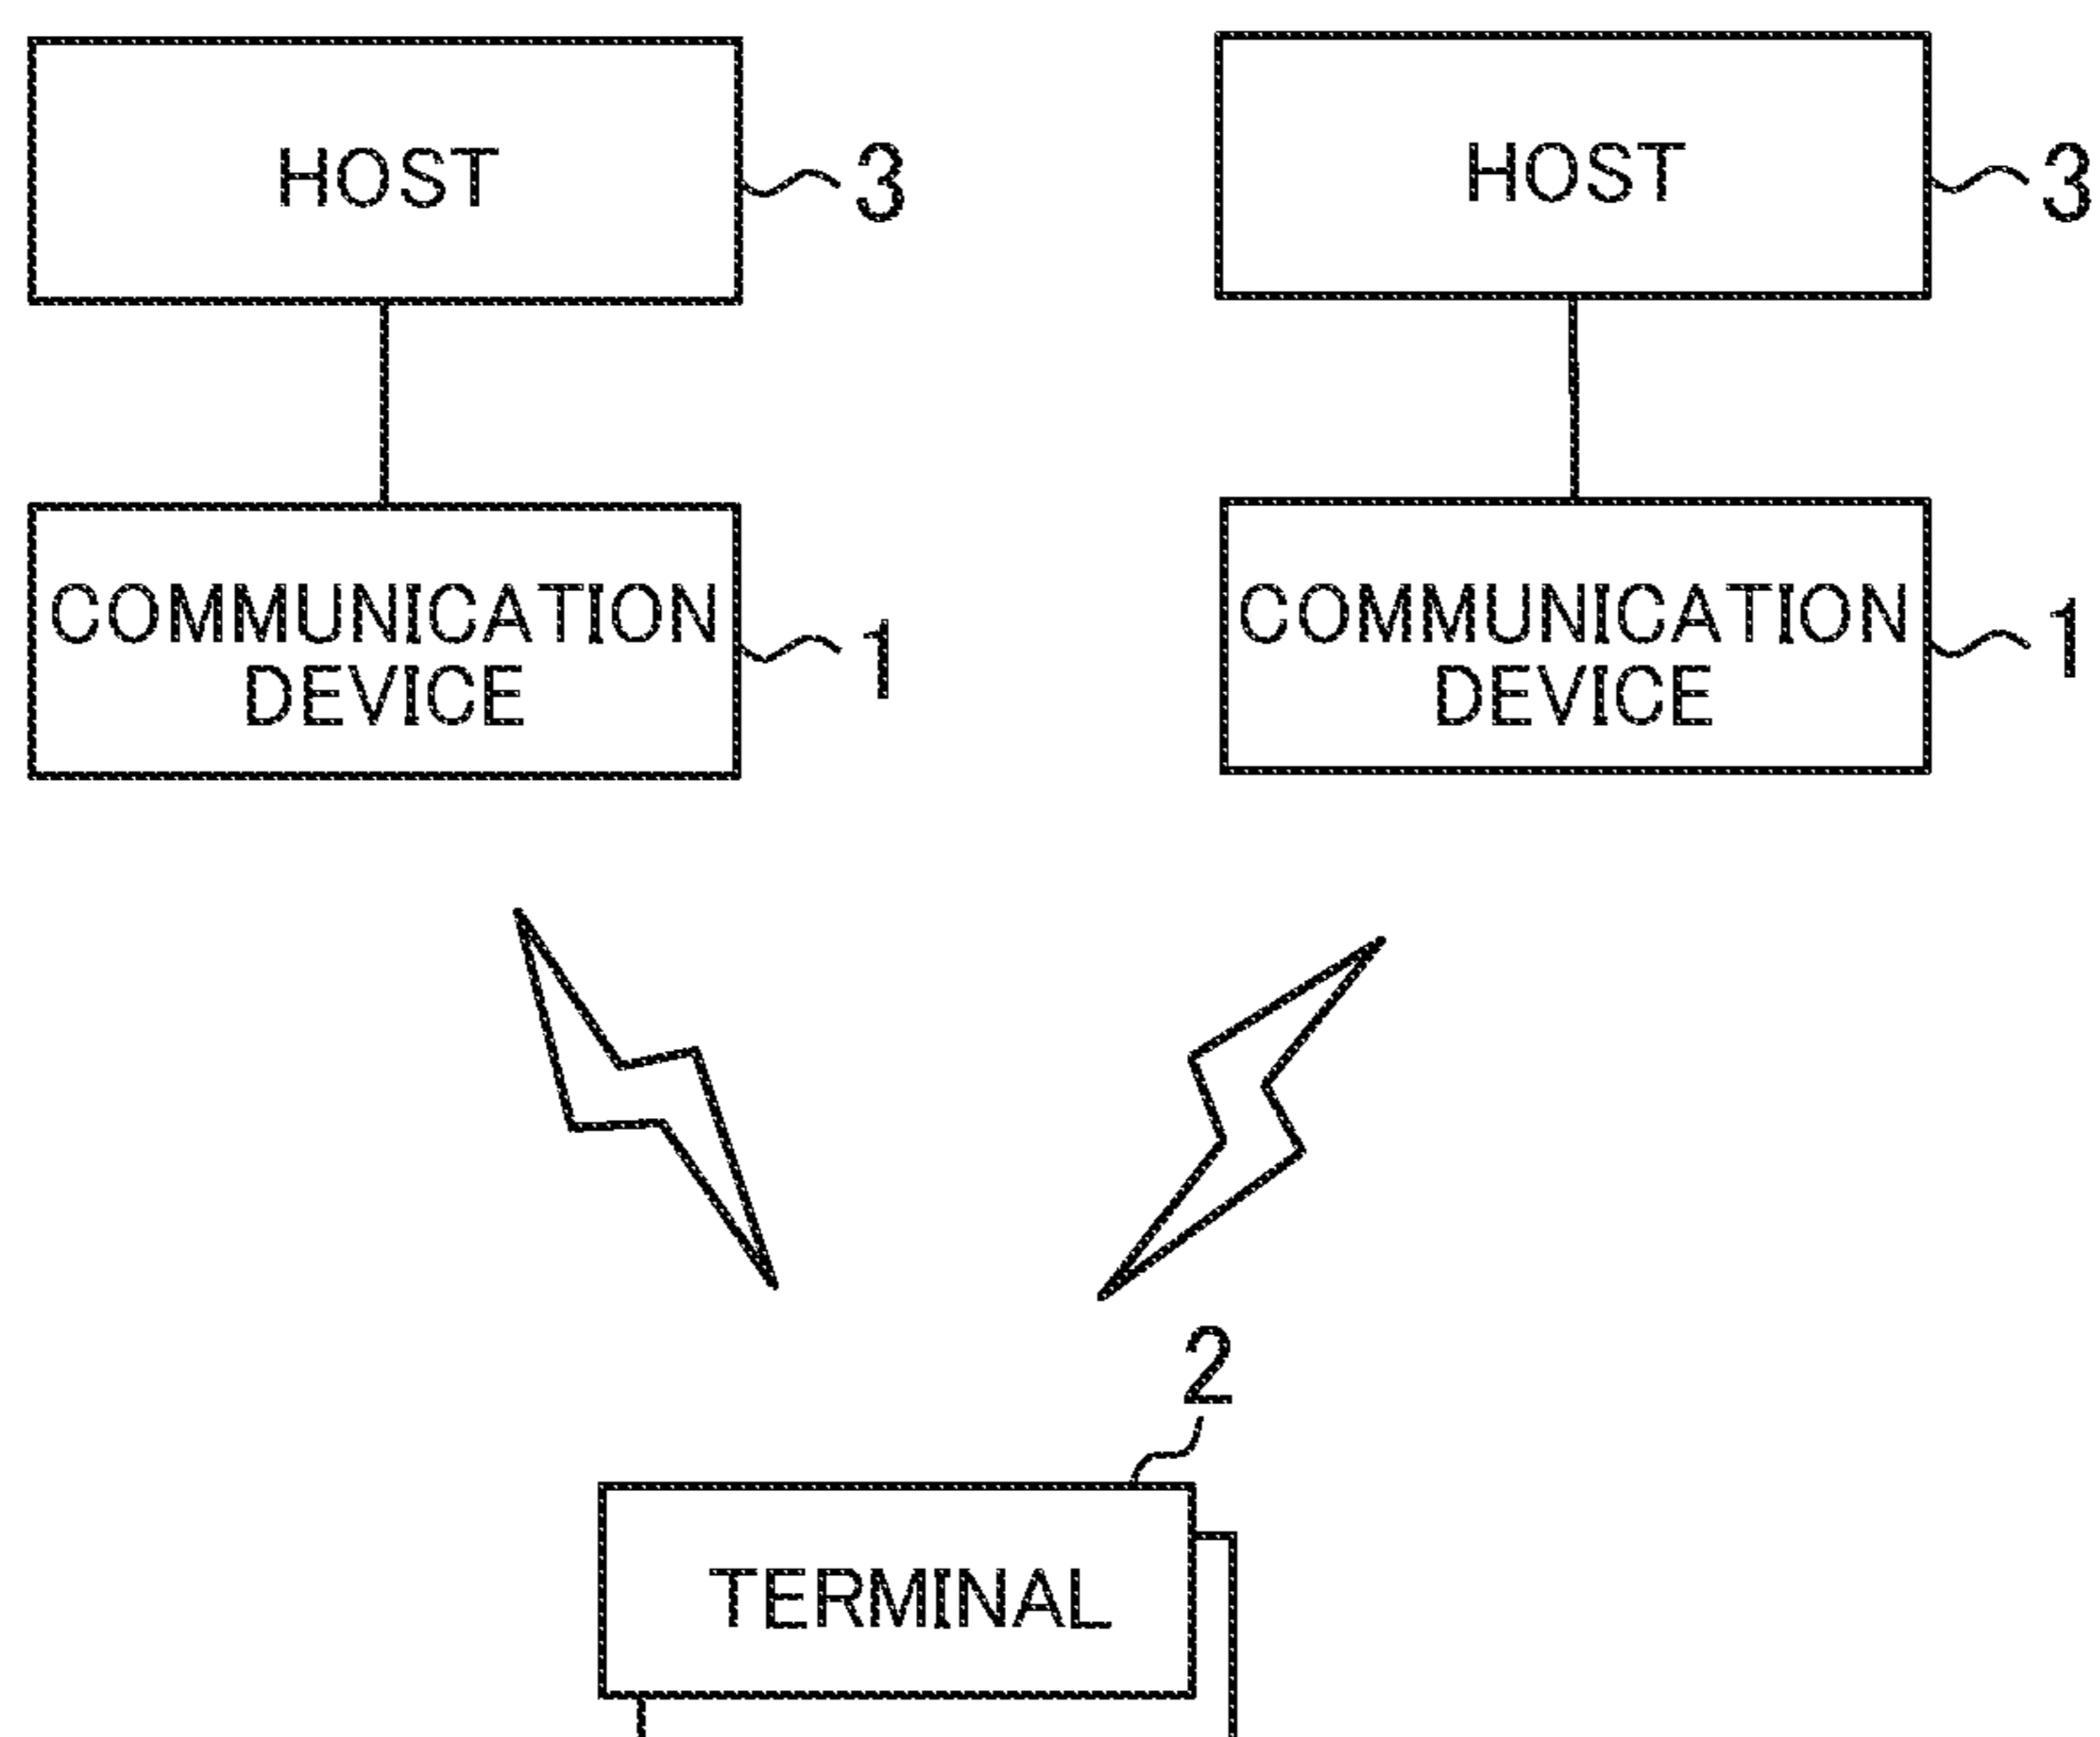 HOST 3 HOST 3
COMMUNICATION DEVICE 1 COMMUNICATION DEVICE 1
2
TERMINAL